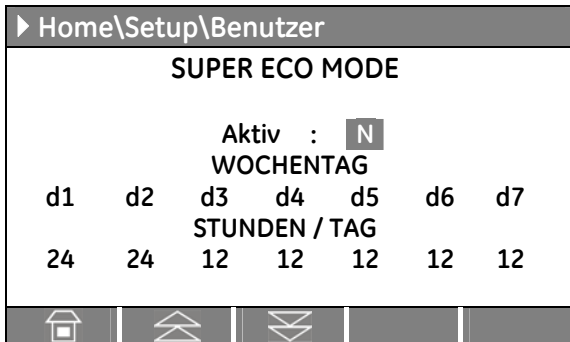 Home\Setup\Benutzer
SUPER ECO MODE
Aktiv : N
WOCHENTAG
d1 d2 d3 d4 d5 d6 d7
STUNDEN / TAG
24 24 12 12 12 12 12